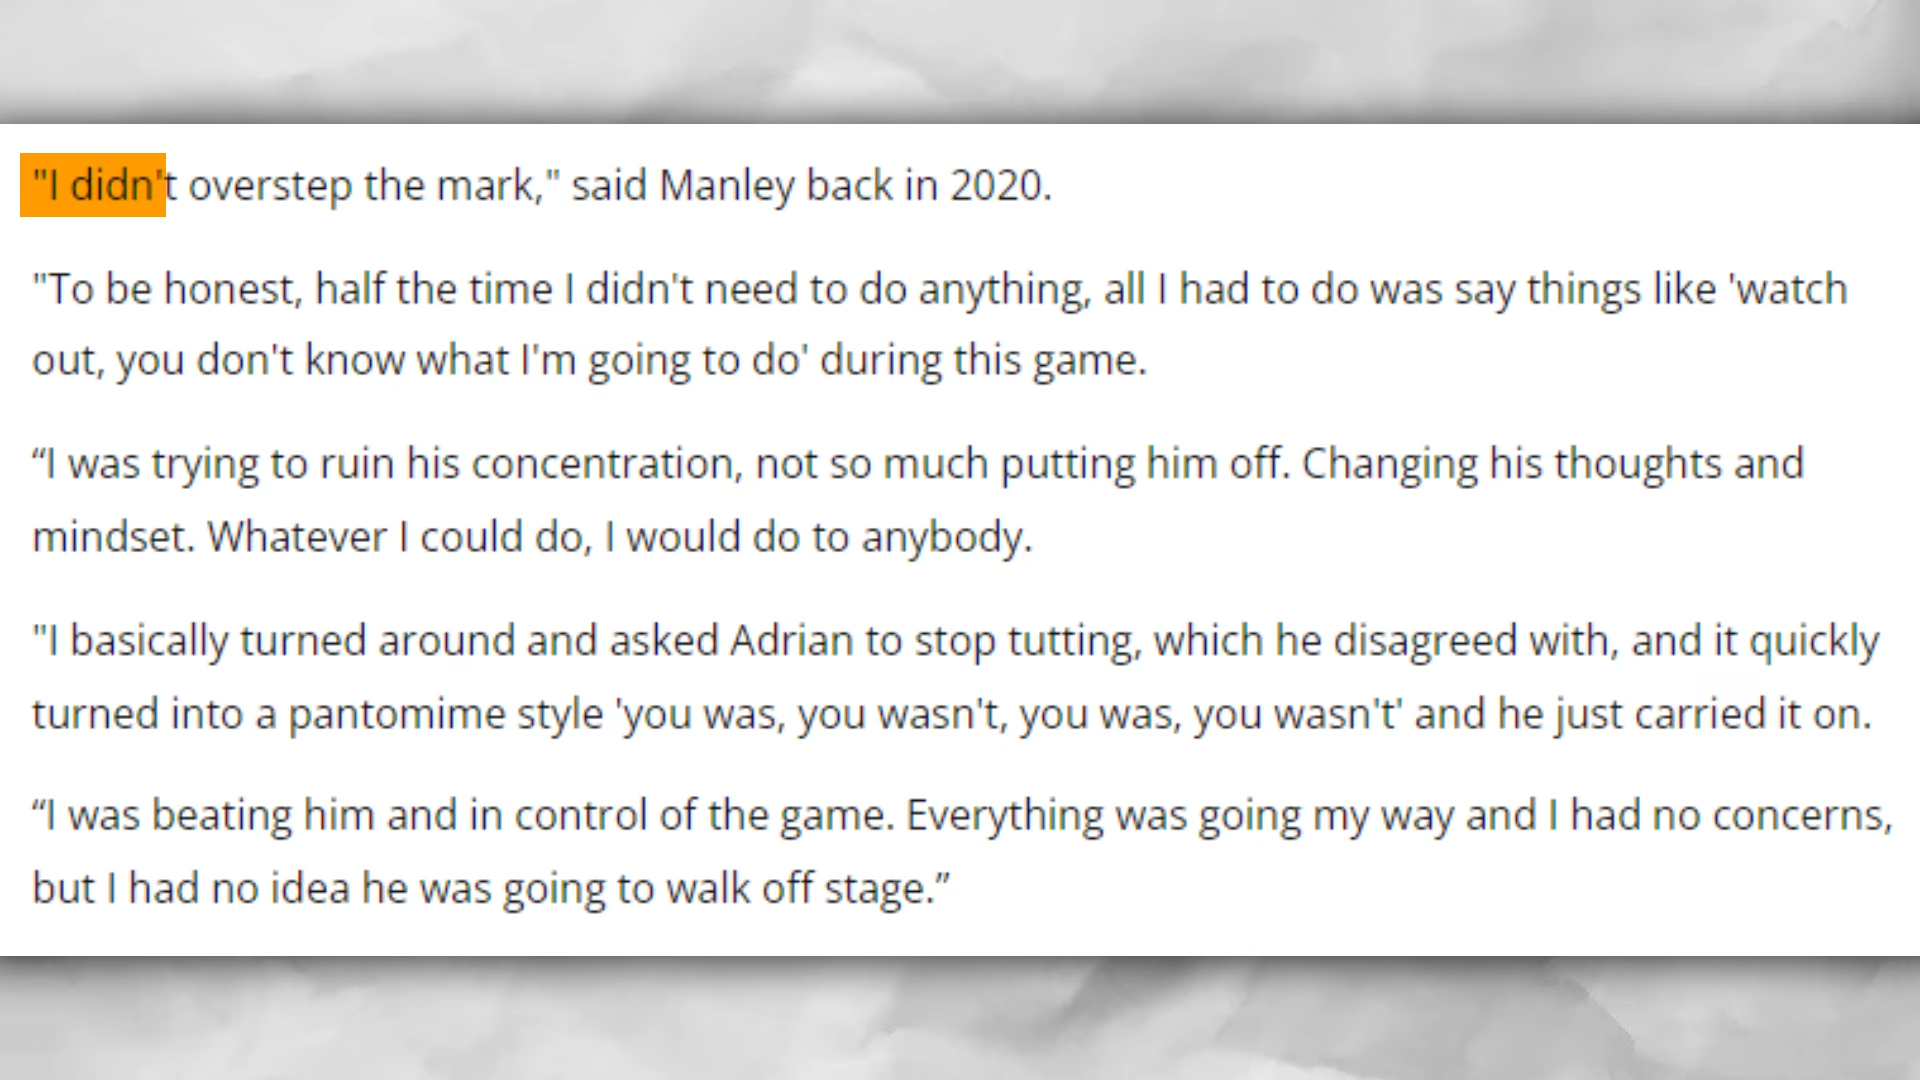 "I didn't overstep the mark," said Manley back in 2020.
"To be honest, half the time I didn't need to do anything, all I had to do was say things like 'watch
out, you don't know what I'm going to do' during this game.
“I was trying to ruin his concentration, not so much putting him off. Changing his thoughts and
mindset. Whatever I could do, I would do to anybody.
"I basically turned around and asked Adrian to stop tutting, which he disagreed with, and it quickly
turned into a pantomime style 'you was, you wasn't, you was, you wasn't' and he just carried it on.
“I was beating him and in control of the game. Everything was going my way and I had no concerns,
but I had no idea he was going to walk off stage.”